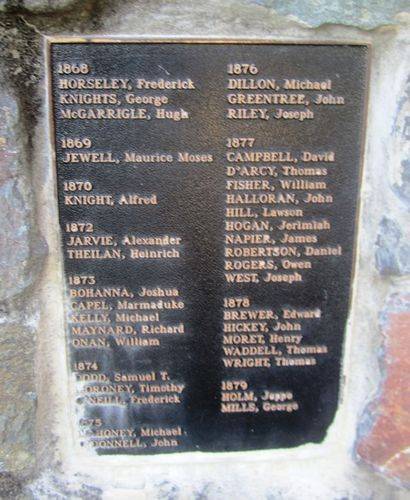 1868
HORSELEY, Frederick
KNIGHTS, George
McGARRIGLE, Hugh
1869
JEWELL, Maurice Moses
1870
KNIGHT, Alfred
1872
JARVIE, Alexander
THEILAN, Heinrich
1873
BOHANNA, Joshua
CAPEL, Marmaduke
KELLY, Michael
MAYNARD, Richard
ONAN, William
1874
Samuel T.
Timothy
Frederick
Michael
John
1876
DILLON, Michael
GREENTREE, John
RILEY, Joseph
1877
CAMPBELL, David
D'ARCY, Thomas
FISHER, William
HALLORAN, John
HILL, Lawson
HOGAN, Jerimiah
NAPIER, James
ROBERTSON, Daniel
ROGERS, Owen
WEST, Joseph
1878
BREWER, Edward
HICKEY, John
MORET, Henry
WADDELL, Thomas
WRIGHT, Thomas
1879
HOLM, Jeppe
MILLS, George